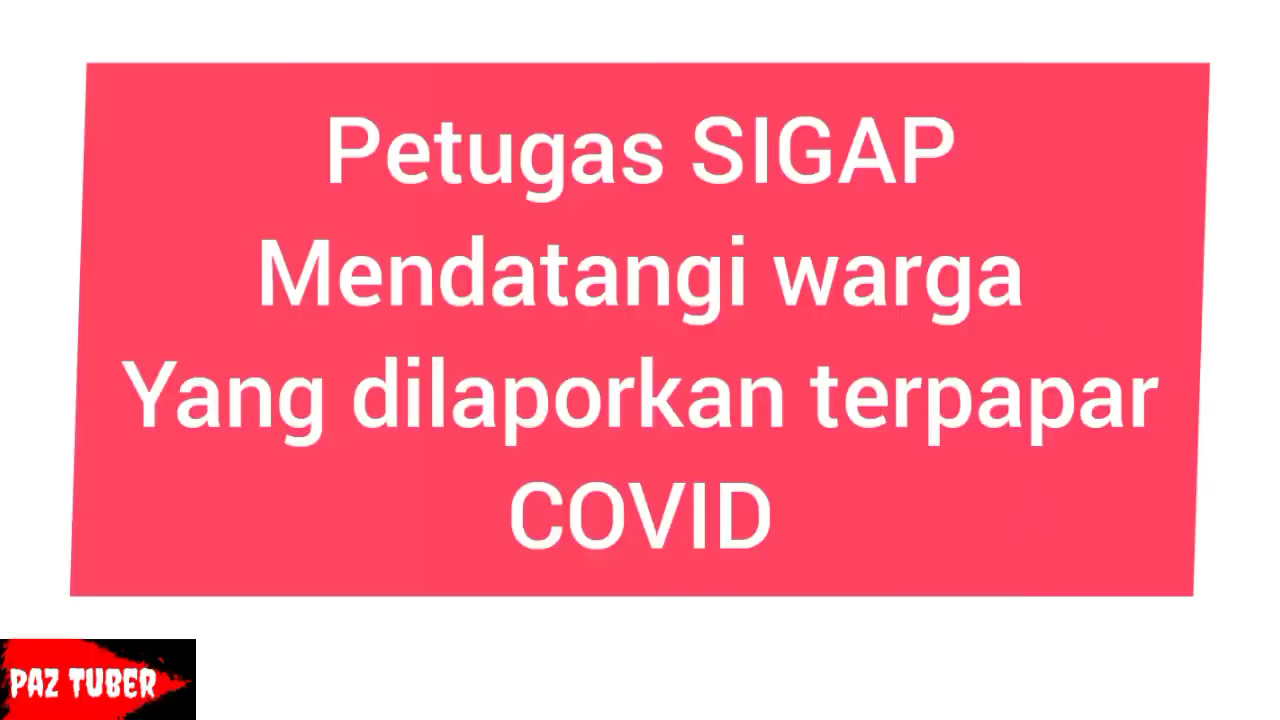 Petugas SIGAP
Mendatangi warga
Yang dilaporkan terpapar
COVID
PAZ TUBER